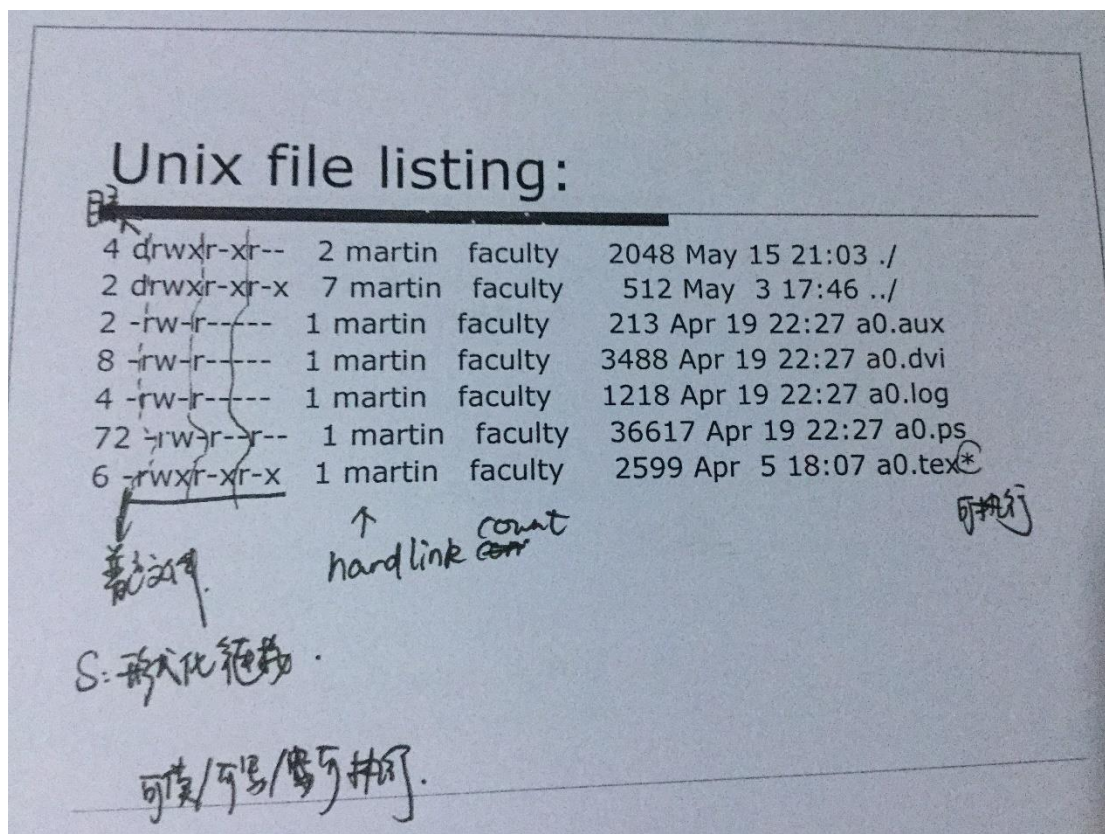 Unix file listing:
目录
4 drwxr-xr-- 2 martin faculty 2048 May 15 21:03 ./
2 drwxr-xr-x 7 martin faculty 512 May 3 17:46 ../
2 -rw-r----- 1 martin faculty 213 Apr 19 22:27 a0.aux
8 -rw-r----- 1 martin faculty 3488 Apr 19 22:27 a0.dvi
4 -rw-r----- 1 martin faculty 1218 Apr 19 22:27 a0.log
72 -rw-r--r-- 1 martin faculty 36617 Apr 19 22:27 a0.ps
6 -rwxr-xr-x 1 martin faculty 2599 Apr 5 18:07 a0.tex*
可执行
hard link count
普通文件.
S: 形式化
可读/可写/可执行.